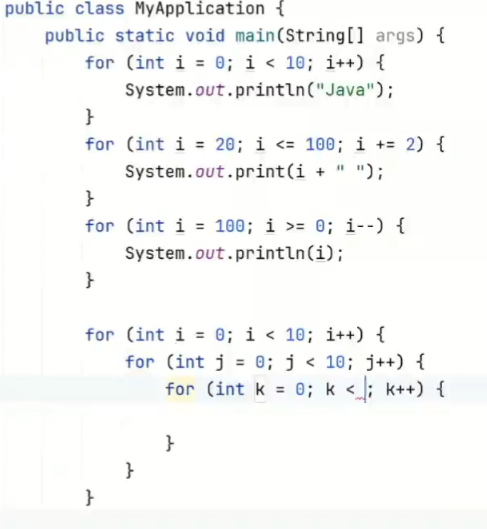 public class MyApplication {
    public static void main(String[] args) {
        for (int i = 0; i < 10; i++) {
            System.out.println("Java");
        }
        for (int i = 20; i <= 100; i += 2) {
            System.out.print(i + " ");
        }
        for (int i = 100; i >= 0; i--) {
            System.out.println(i);
        }
        for (int i = 0; i < 10; i++) {
            for (int j = 0; j < 10; j++) {
                for (int k = 0; k < ; k++) {
                }
            }
        }